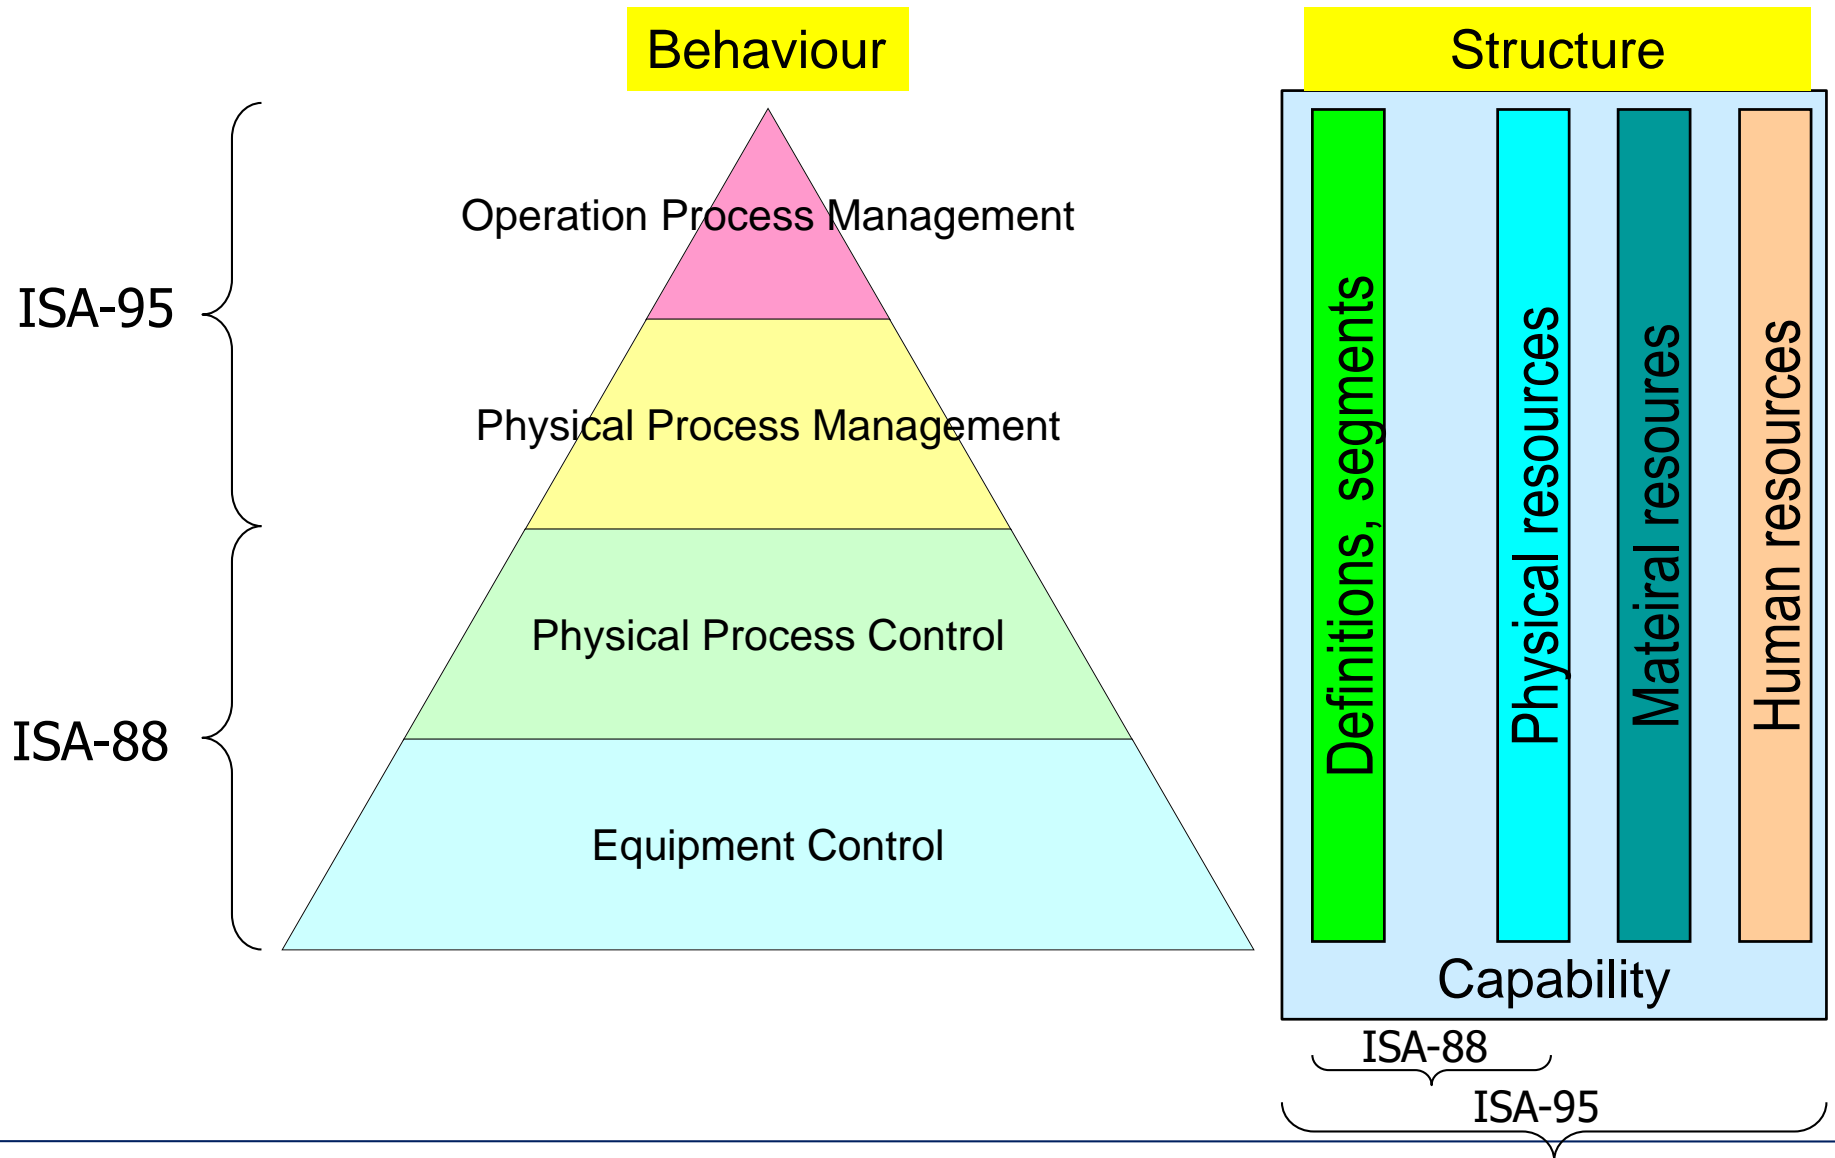 Behaviour
Structure
Operation Process Management
ISA-95
Physical Process Management
Physical Process Control
ISA-88
Equipment Control
Definitions, segments
Physical resources
Mateiral resoures
Human resources
Capability
ISA-88
ISA-95